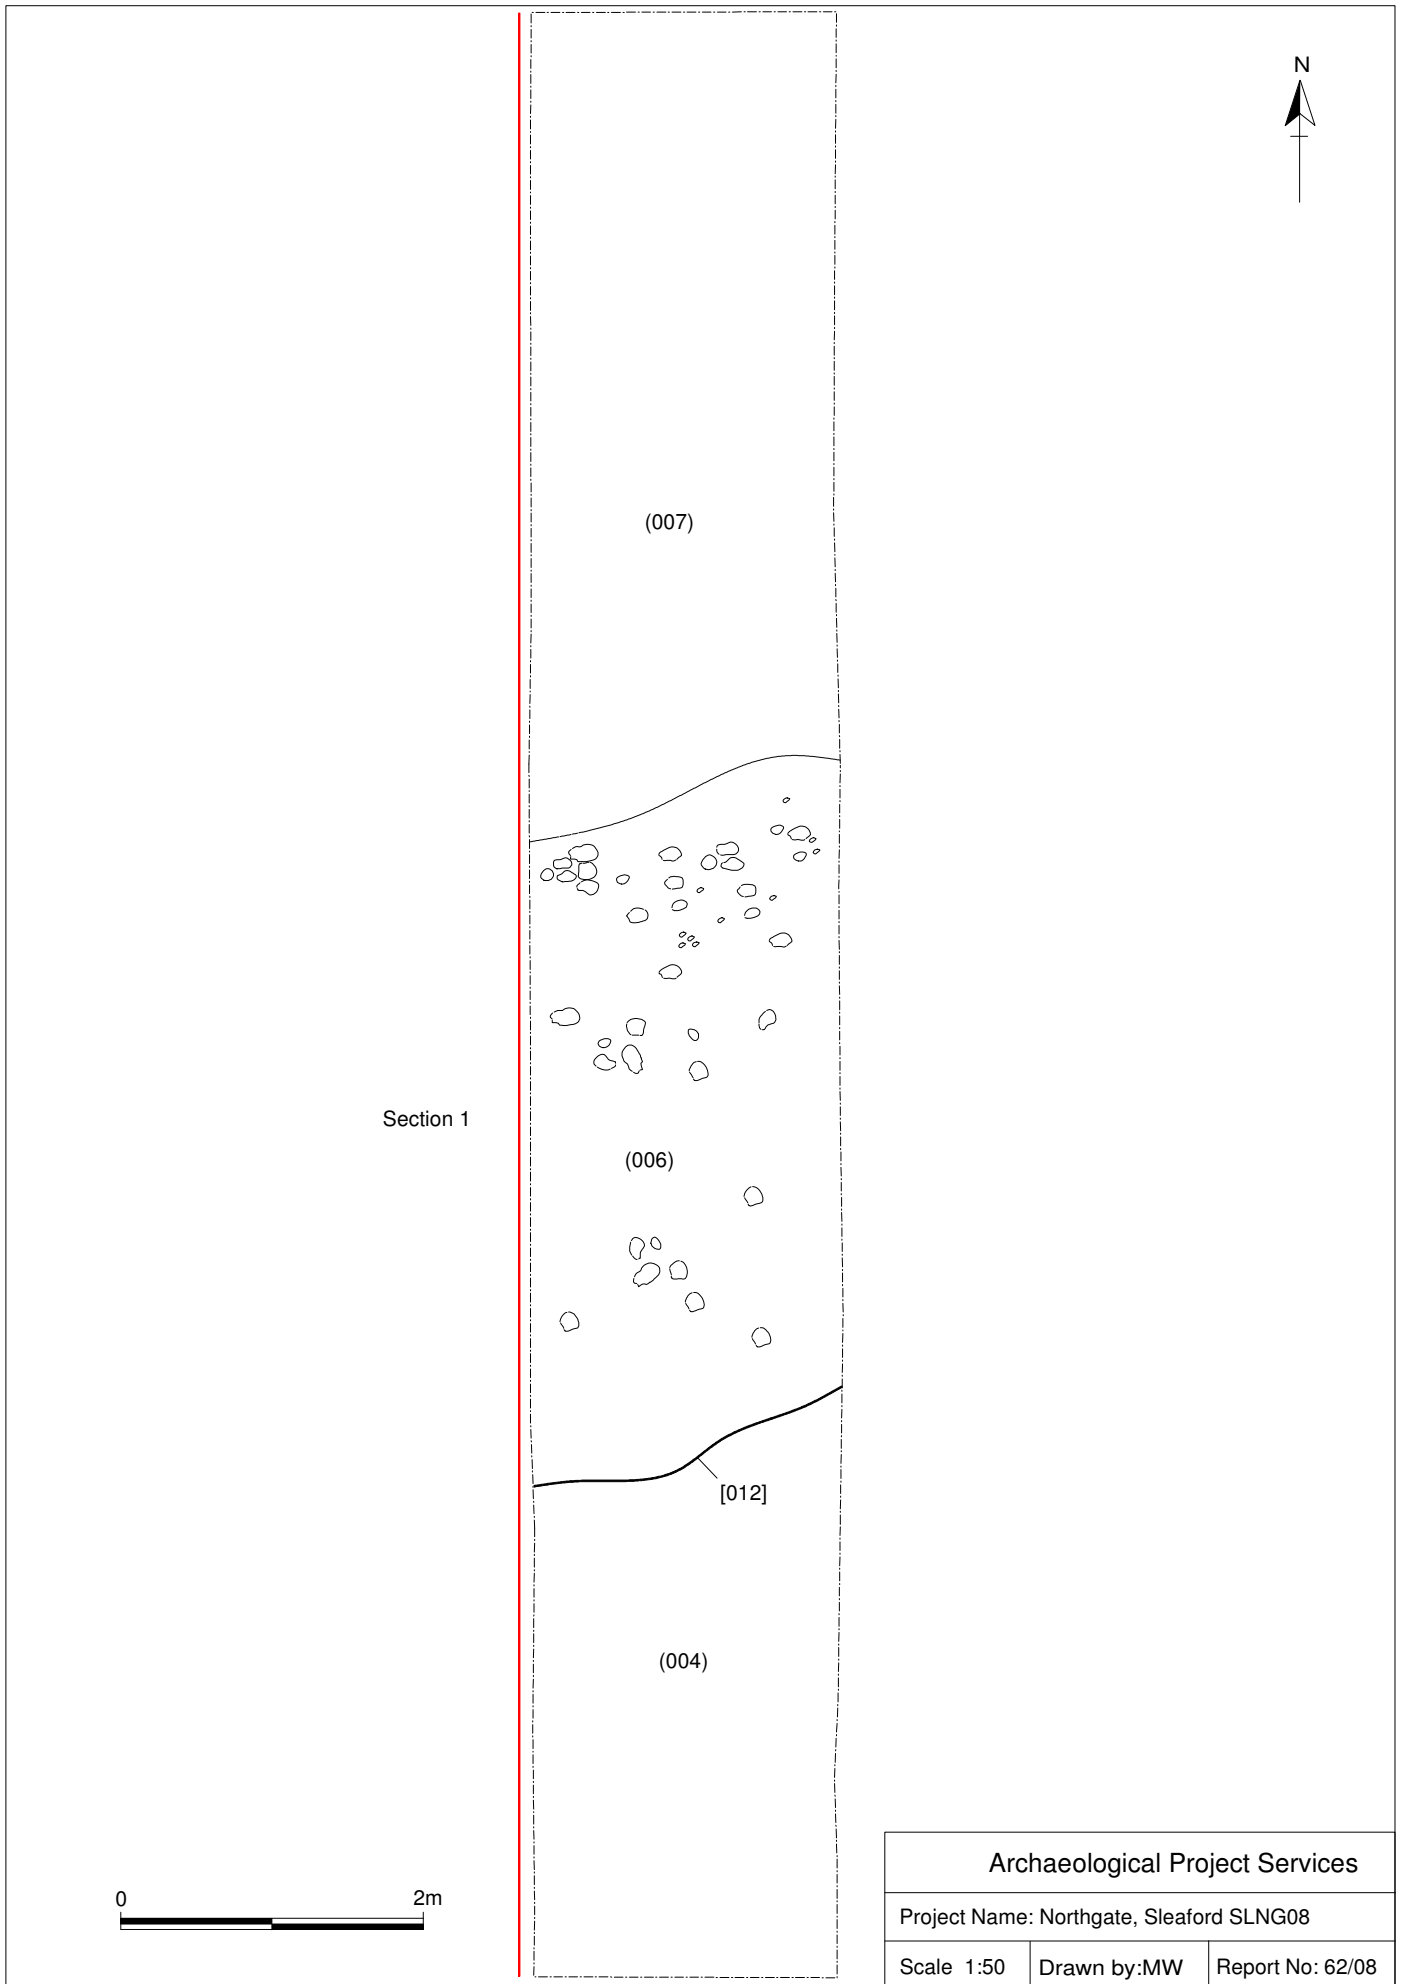 N
(007)
Section 1
(006)
[012]
(004)
0 2m
Archaeological Project Services
Project Name: Northgate, Sleaford SLNG08
Scale 1:50 Drawn by:MW Report No: 62/08